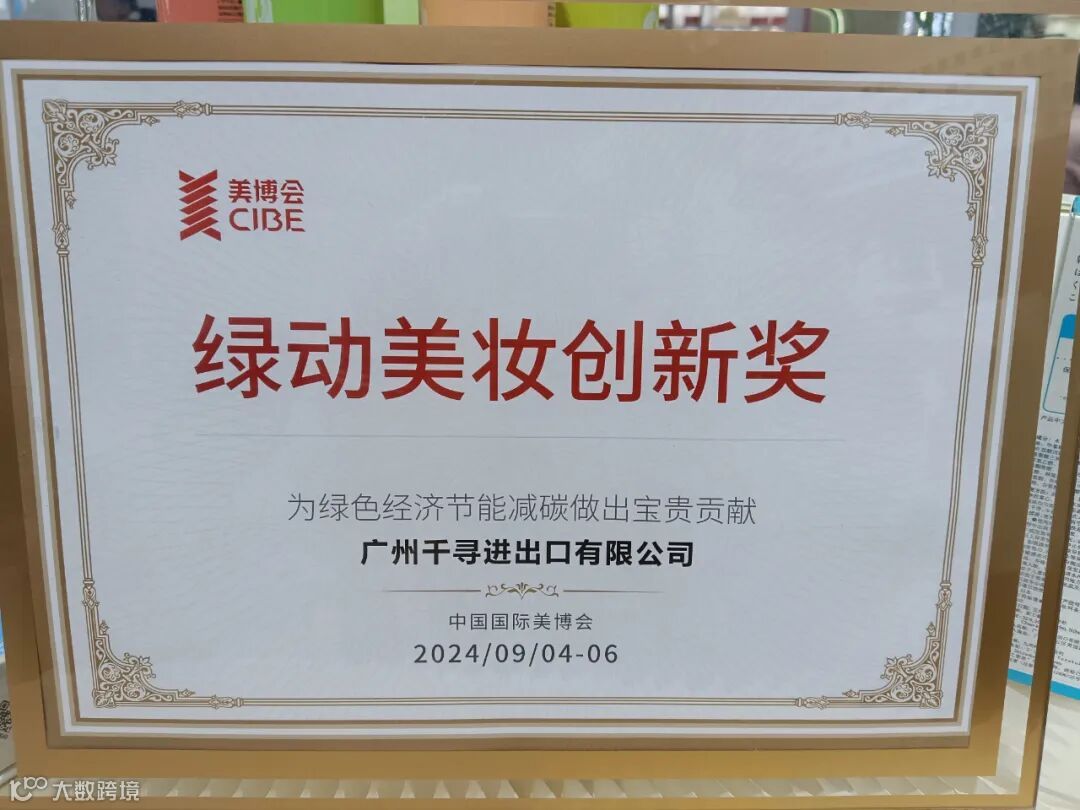 美博会
CIBE
绿动美妆创新奖
为绿色经济节能减碳做出宝贵贡献
广州千寻进出口有限公司
中国国际美博会
2024/09/04-06
大数跨境